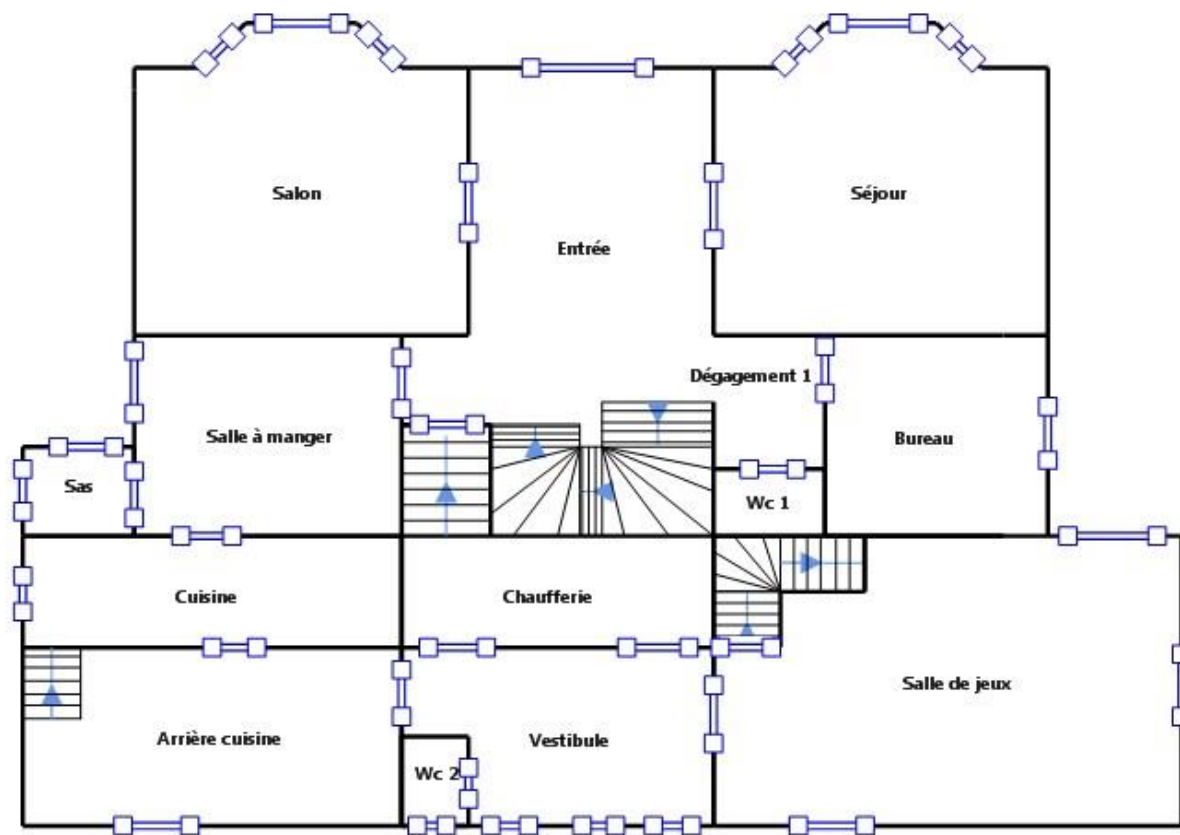 Salon
Séjour
Entrée
Dégagement 1
Salle à manger
Bureau
Sas
Wc 1
Cuisine
Chaufferie
Salle de jeux
Arrière cuisine
Vestibule
Wc 2